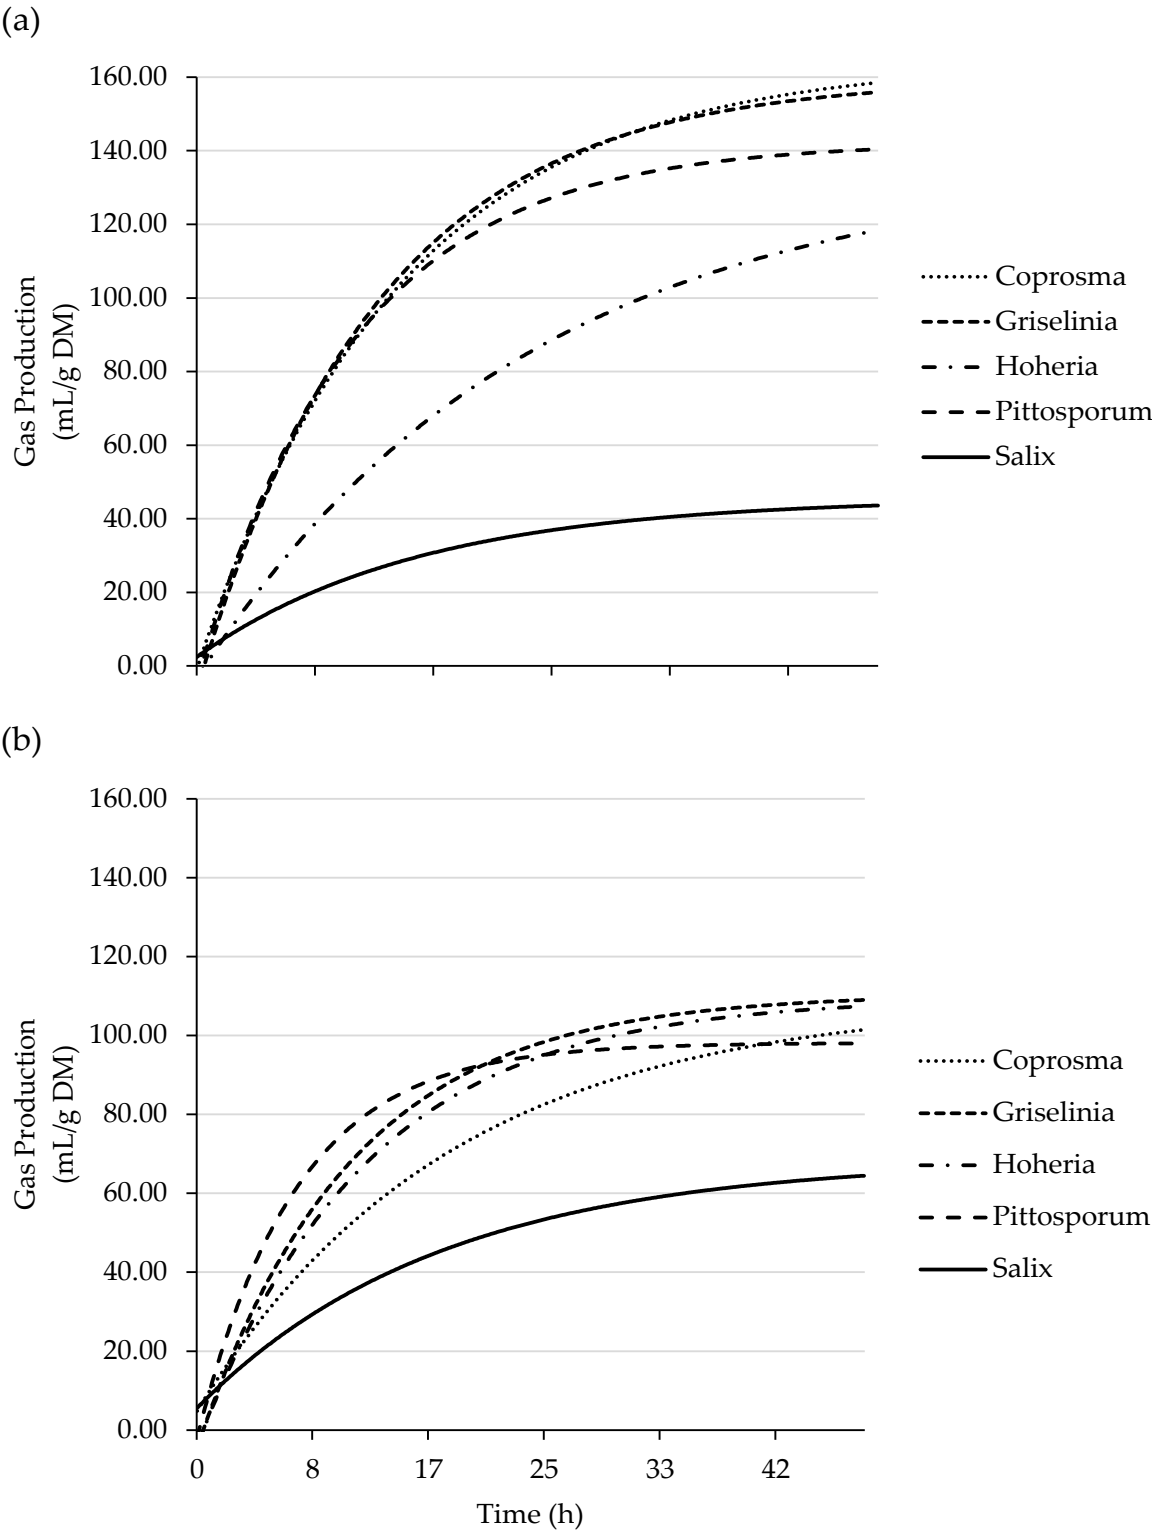 (a)
160.00
140.00
120.00
100.00
80.00
60.00
40.00
20.00
0.00
Gas Production
(mL/g DM)
Coprosma
Griselinia
Hoheria
Pittosporum
Salix
(b)
160.00
140.00
120.00
100.00
80.00
60.00
40.00
20.00
0.00
Gas Production
(mL/g DM)
0 8 17 25 33 42
Time (h)
Coprosma
Griselinia
Hoheria
Pittosporum
Salix